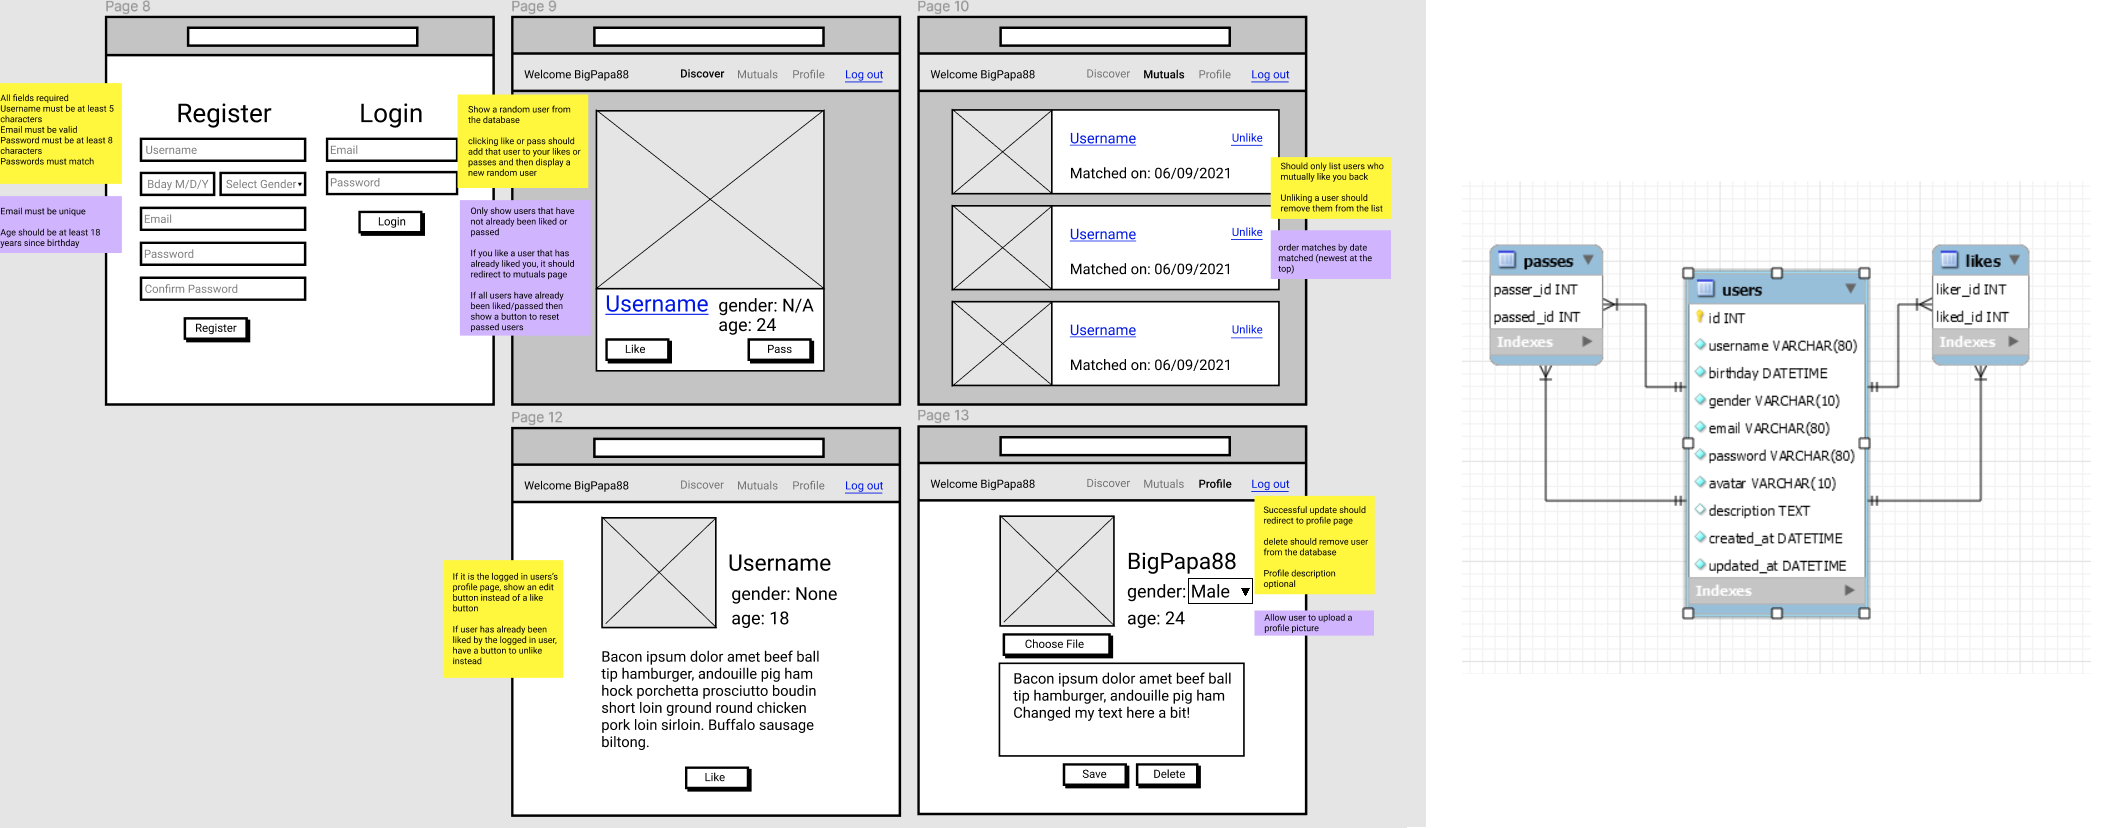 Page 8
All fields required
Username must be at least 5
characters
Email must be valid
Password must be at least 8
characters
Passwords must match
Email must be unique
Age should be at least 18
years since birthday
Register
Username
Bday M/D/Y
Select Gender
Email
Password
Confirm Password
Register
Login
Email
Password
Login
Page 9
Welcome BigPapa88
Discover
Mutuals
Profile
Log out
Show a random user from
the database
clicking like or pass should
add that user to your likes or
passes and then display a
new random user
Only show users that have
not already been liked or
passed
If you like a user that has
already liked you, it should
redirect to mutuals page
If all users have already
been liked/passed then
show a button to reset
passed users
Username
gender: N/A
age: 24
Like
Pass
Page 10
Welcome BigPapa88
Discover
Mutuals
Profile
Log out
Username
Unlike
Matched on: 06/09/2021
Username
Unlike
Matched on: 06/09/2021
Username
Unlike
Matched on: 06/09/2021
Should only list users who
mutually like you back
Unliking a user should
remove them from the list
order matches by date
matched (newest at the
top)
Page 12
Welcome BigPapa88
Discover
Mutuals
Profile
Log out
If it is the logged in users's
profile page, show an edit
button instead of a like
button
If user has already been
liked by the logged in user,
have a button to unlike
instead
Username
gender: None
age: 18
Bacon ipsum dolor amet beef ball
tip hamburger, andouille pig ham
hock porchetta prosciutto boudin
short loin ground round chicken
pork loin sirloin. Buffalo sausage
biltong.
Like
Page 13
Welcome BigPapa88
Discover
Mutuals
Profile
Log out
Successful update should
redirect to profile page
delete should remove user
from the database
Profile description
optional
Allow user to upload a
profile picture
BigPapa88
gender: Male
age: 24
Choose File
Bacon ipsum dolor amet beef ball
tip hamburger, andouille pig ham
Changed my text here a bit!
Save
Delete
passes
passer_id INT
passed_id INT
Indexes
users
id INT
username VARCHAR(80)
birthday DATETIME
gender VARCHAR(10)
email VARCHAR(80)
password VARCHAR(80)
avatar VARCHAR(10)
description TEXT
created_at DATETIME
updated_at DATETIME
Indexes
likes
liker_id INT
liked_id INT
Indexes